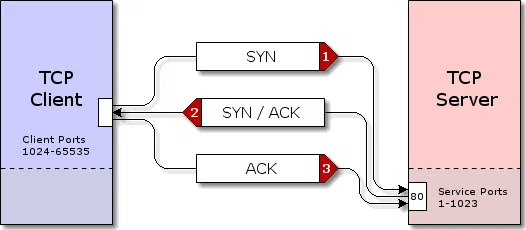 TCP
Client
Client Ports
1024-65535
SYN
1
2
SYN / ACK
ACK
3
TCP
Server
80
Service Ports
1-1023